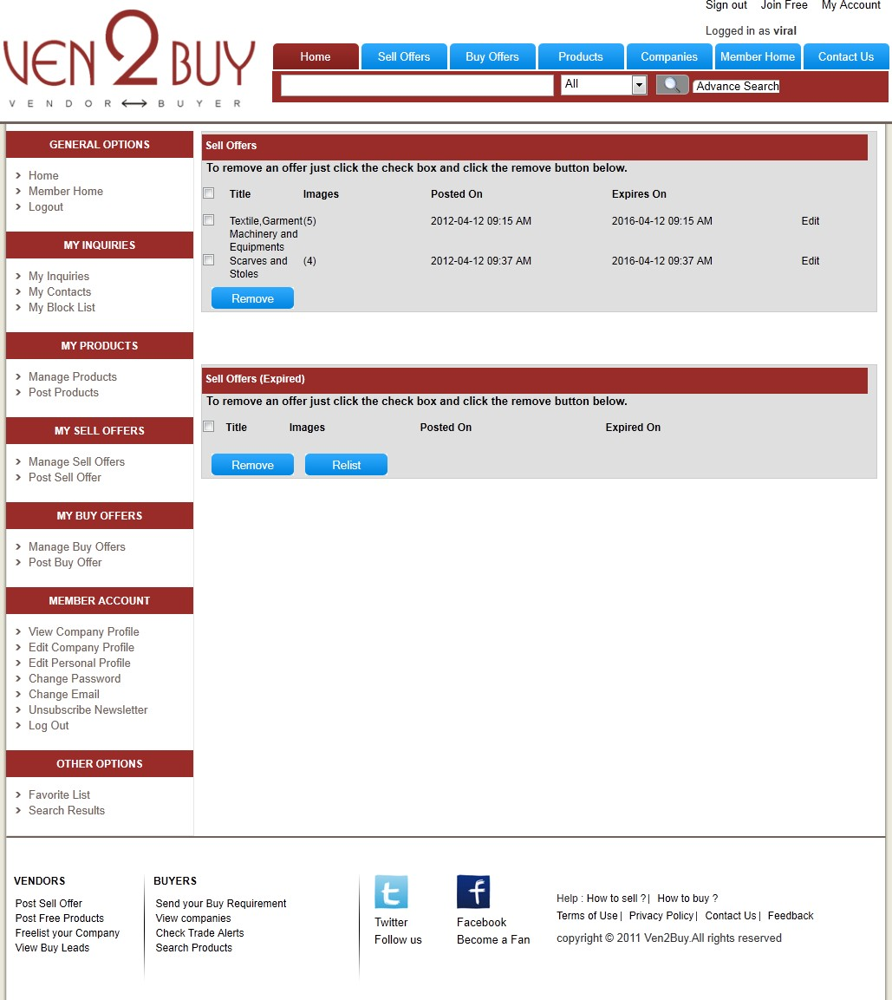 Sign out Join Free My Account
Logged in as viral
VEN 2 BUY
VENDOR BUYER
Home Sell Offers Buy Offers Products Companies Member Home Contact Us
All Advance Search
GENERAL OPTIONS
Home
Member Home
Logout
MY INQUIRIES
My Inquiries
My Contacts
My Block List
MY PRODUCTS
Manage Products
Post Products
MY SELL OFFERS
Manage Sell Offers
Post Sell Offer
MY BUY OFFERS
Manage Buy Offers
Post Buy Offer
MEMBER ACCOUNT
View Company Profile
Edit Company Profile
Edit Personal Profile
Change Password
Change Email
Unsubscribe Newsletter
Log Out
OTHER OPTIONS
Favorite List
Search Results
Sell Offers
To remove an offer just click the check box and click the remove button below.
Title Images Posted On Expires On
Textile,Garment (5) 2012-04-12 09:15 AM 2016-04-12 09:15 AM Edit
Machinery and
Equipments
Scarves and (4) 2012-04-12 09:37 AM 2016-04-12 09:37 AM Edit
Stoles
Remove
Sell Offers (Expired)
To remove an offer just click the check box and click the remove button below.
Title Images Posted On Expired On
Remove Relist
VENDORS
Post Sell Offer
Post Free Products
Freelist your Company
View Buy Leads
BUYERS
Send your Buy Requirement
View companies
Check Trade Alerts
Search Products
t
Twitter
Follow us
f
Facebook
Become a Fan
Help : How to sell ? | How to buy ?
Terms of Use | Privacy Policy | Contact Us | Feedback
copyright © 2011 Ven2Buy.All rights reserved